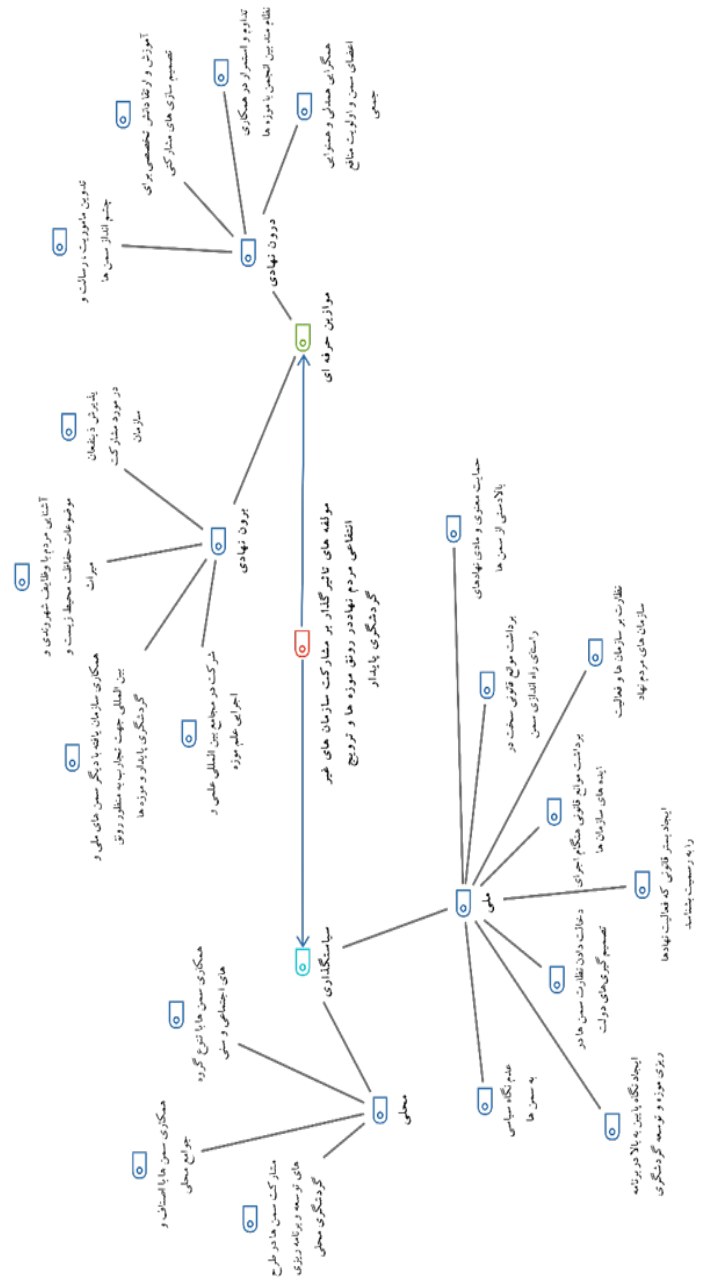 تدوین ماموریت ، رسالت و
چشم انداز سمن ها
آموزش و ارتقا دانش تخصصی برای
تصمیم سازی های مشارکتی
تداوم و استمرار در همکاری
نظام مند بین انجمن با موزه ها
همگرایی همدلی و همنوایی
اعضای سمن و اولویت منافع
جمعی
درون نهادی
موازین حرفه ای
آشنایی مردم با وظایف شهروندی و
موضوعات حفاظت محیط زیست و
میراث
پذیرش ذینفعان
در مورد مشارکت
سازمان
همکاری سازمان یافته با دیگر سمن های ملی و
بین المللی جهت تجارب به منظور رونق
گردشگری پایدار و موزه ها
شرکت در مجامع بین المللی علمی و
اجرایی علم موزه
برون نهادی
مولفه های تاثیر گذار بر مشارکت سازمان های غیر
انتفاعی مردم نهاددر رونق موزه ها و ترویج
گردشگری پایدار
سیاستگذاری
همکاری سمن ها با تنوع گروه
های اجتماعی و سنی
همکاری سمن ها با اصناف و
جوامع محلی
مشارکت سمن ها در طرح
های توسعه و برنامه ریزی
گردشگری محلی
محلی
ملی
حمایت معنوی و مادی نهادهای
بالادستی از سمن ها
برداشت موانع قانونی سخت در
راستای راه اندازی سمن
نظارت بر سازمان ها و فعالیت
سازمان های مردم نهاد
برداشت موانع قانونی هنگام اجرای
ایده های سازمان ها
ایجاد بستر قانونی که فعالیت نهادها
را به رسمیت بشناسد
دخالت دادن نظارت سمن ها در
تصمیم گیری‌های دولت
عدم نگاه سیاسی
به سمن ها
ایجاد نگاه پایین به بالا در برنامه
ریزی موزه و توسعه گردشگری